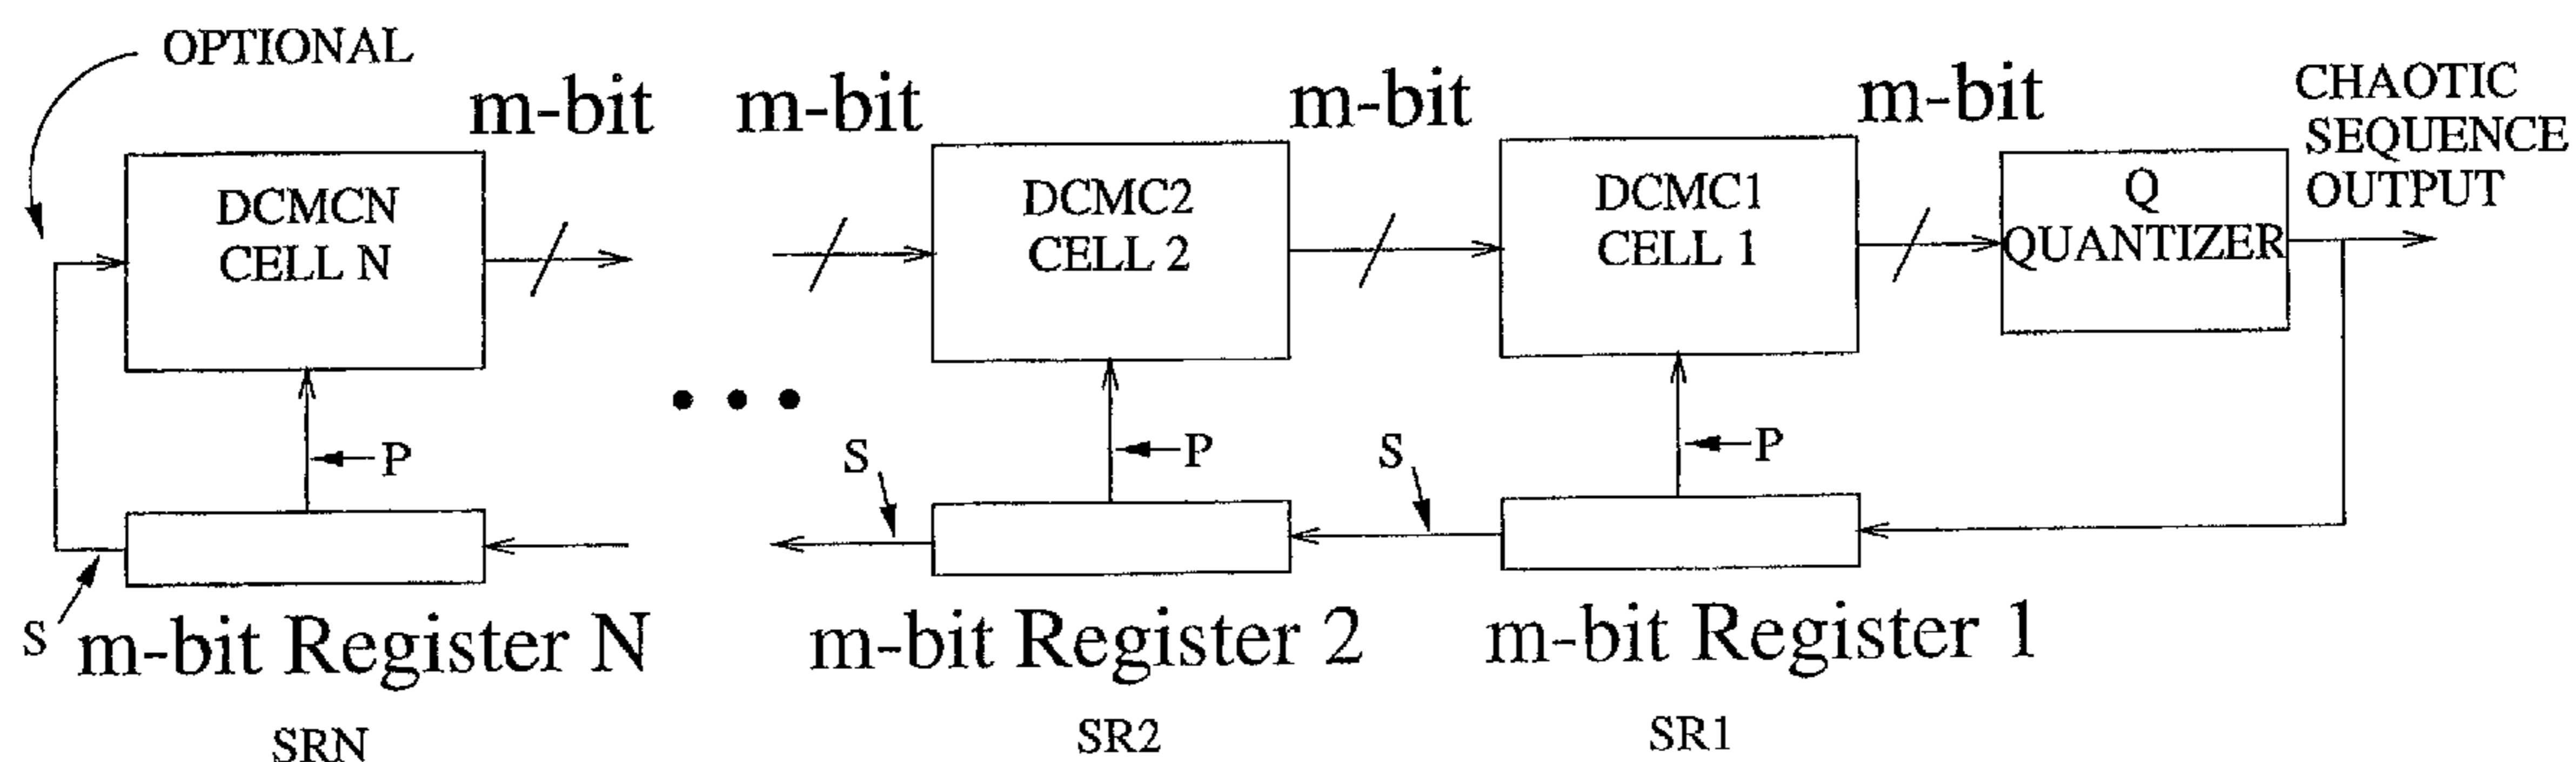 OPTIONAL
m-bit
m-bit
m-bit
m-bit
CHAOTIC
SEQUENCE
OUTPUT
DCMCN
CELL N
DCMC2
CELL 2
DCMC1
CELL 1
Q
QUANTIZER
P
S
P
S
P
S
m-bit Register N
m-bit Register 2
m-bit Register 1
SRN
SR2
SR1